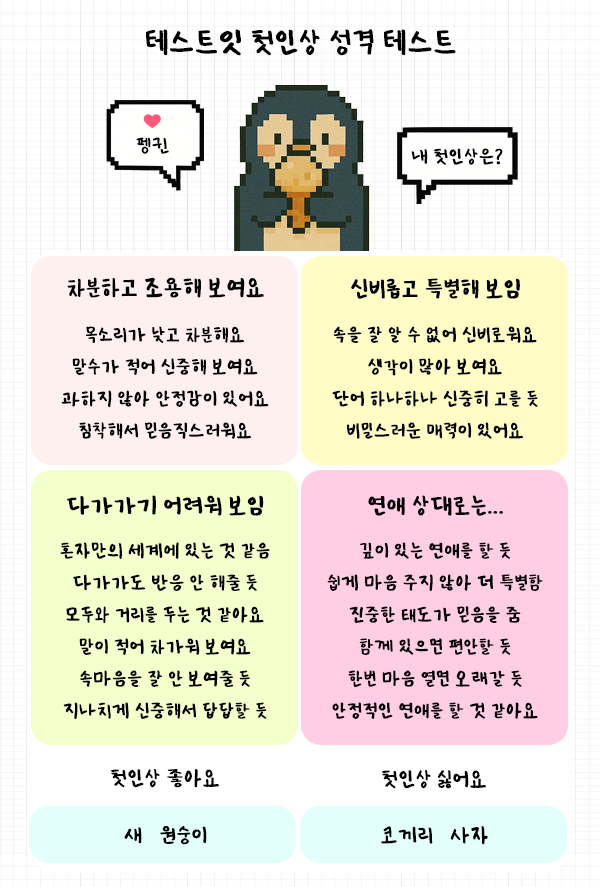 테스트잇 첫인상 성격 테스트
펭귄
내 첫인상은?
차분하고 조용해 보여요
목소리가 낮고 차분해요
말수가 적어 신중해 보여요
과하지 않아 안정감이 있어요
침착해서 믿음직스러워요
신비롭고 특별해 보임
속을 잘 알 수 없어 신비로워요
생각이 많아 보여요
단어 하나하나 신중히 고를 듯
비밀스러운 매력이 있어요
다가가기 어려워 보임
혼자만의 세계에 있는 것 같음
다가가도 반응 안 해줄 듯
모두와 거리를 두는 것 같아요
말이 적어 차가워 보여요
속마음을 잘 안 보여줄 듯
지나치게 신중해서 답답할 듯
연애 상대로는...
깊이 있는 연애를 할 듯
쉽게 마음 주지 않아 더 특별함
진중한 태도가 믿음을 줌
함께 있으면 편안할 듯
한번 마음 열면 오래갈 듯
안정적인 연애를 할 것 같아요
첫인상 좋아요
새 원숭이
첫인상 싫어요
코끼리 사자